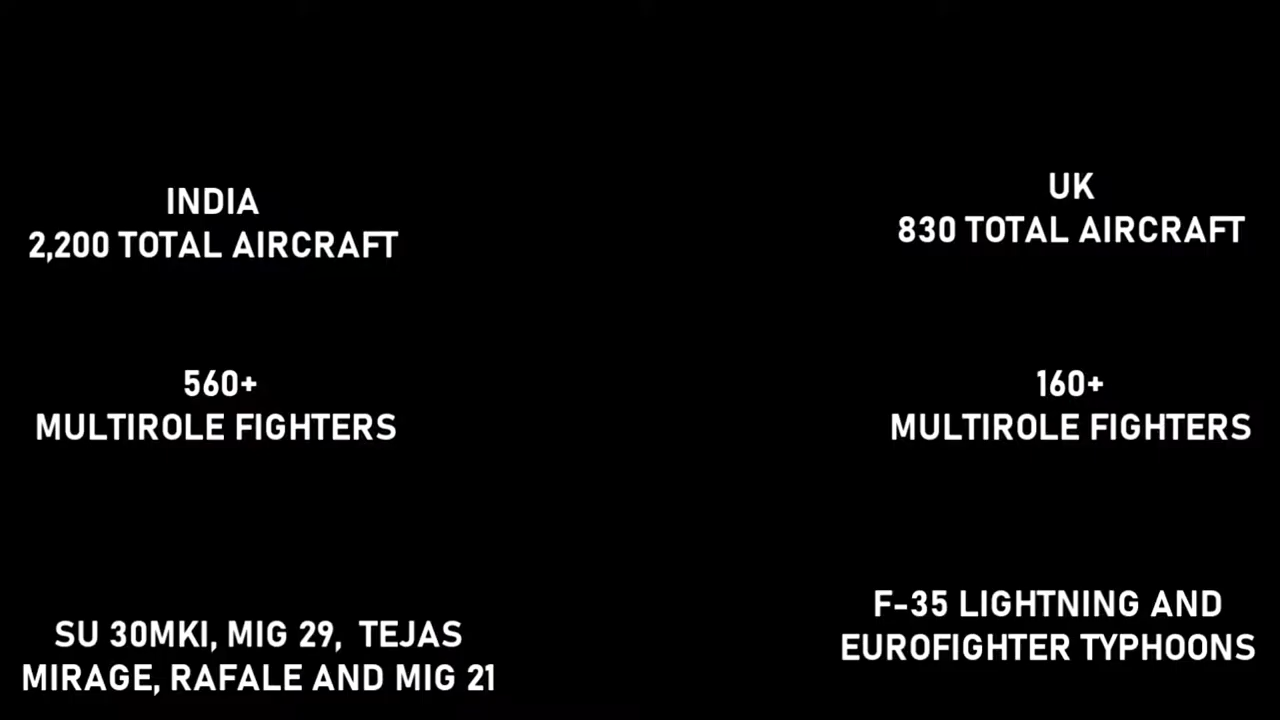 INDIA
2,200 TOTAL AIRCRAFT
560+
MULTIROLE FIGHTERS
SU 30MKI, MIG 29,  TEJAS
MIRAGE, RAFALE AND MIG 21
UK
830 TOTAL AIRCRAFT
160+
MULTIROLE FIGHTERS
F-35 LIGHTNING AND
EUROFIGHTER TYPHOONS